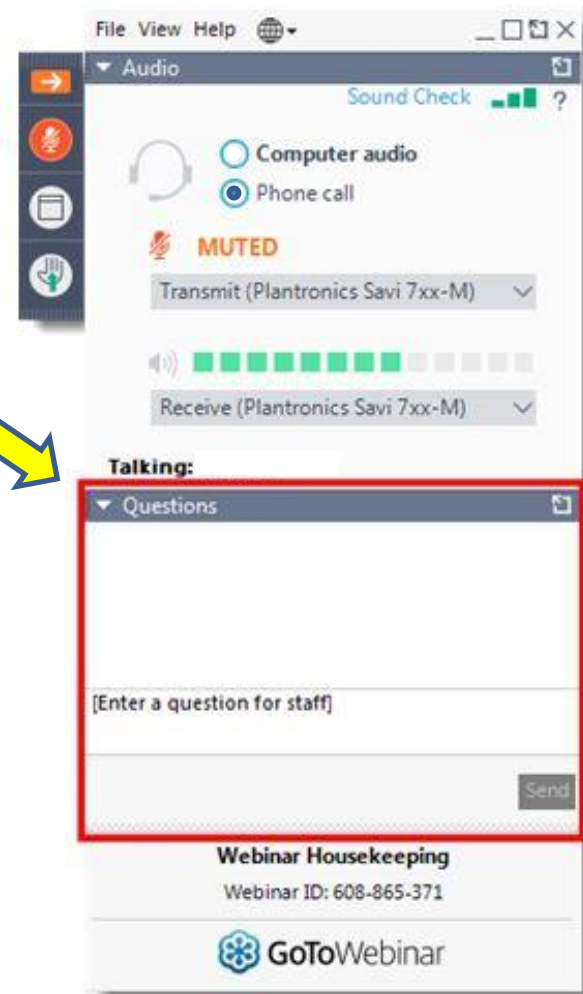 File View Help
Audio
Sound Check ?
Computer audio
Phone call
MUTED
Transmit (Plantronics Savi 7xx-M)
Receive (Plantronics Savi 7xx-M)
Talking:
Questions
[Enter a question for staff]
Send
Webinar Housekeeping
Webinar ID: 608-865-371
GoToWebinar